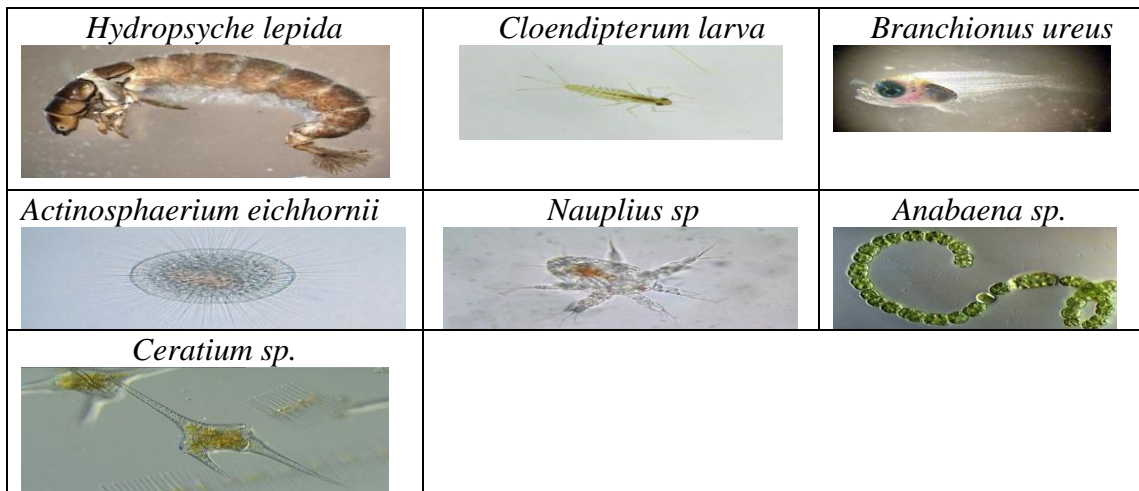 Hydropsyche lepida
Cloendipterum larva
Branchionus ureus
Actinosphaerium eichhornii
Nauplius sp
Anabaena sp.
Ceratium sp.